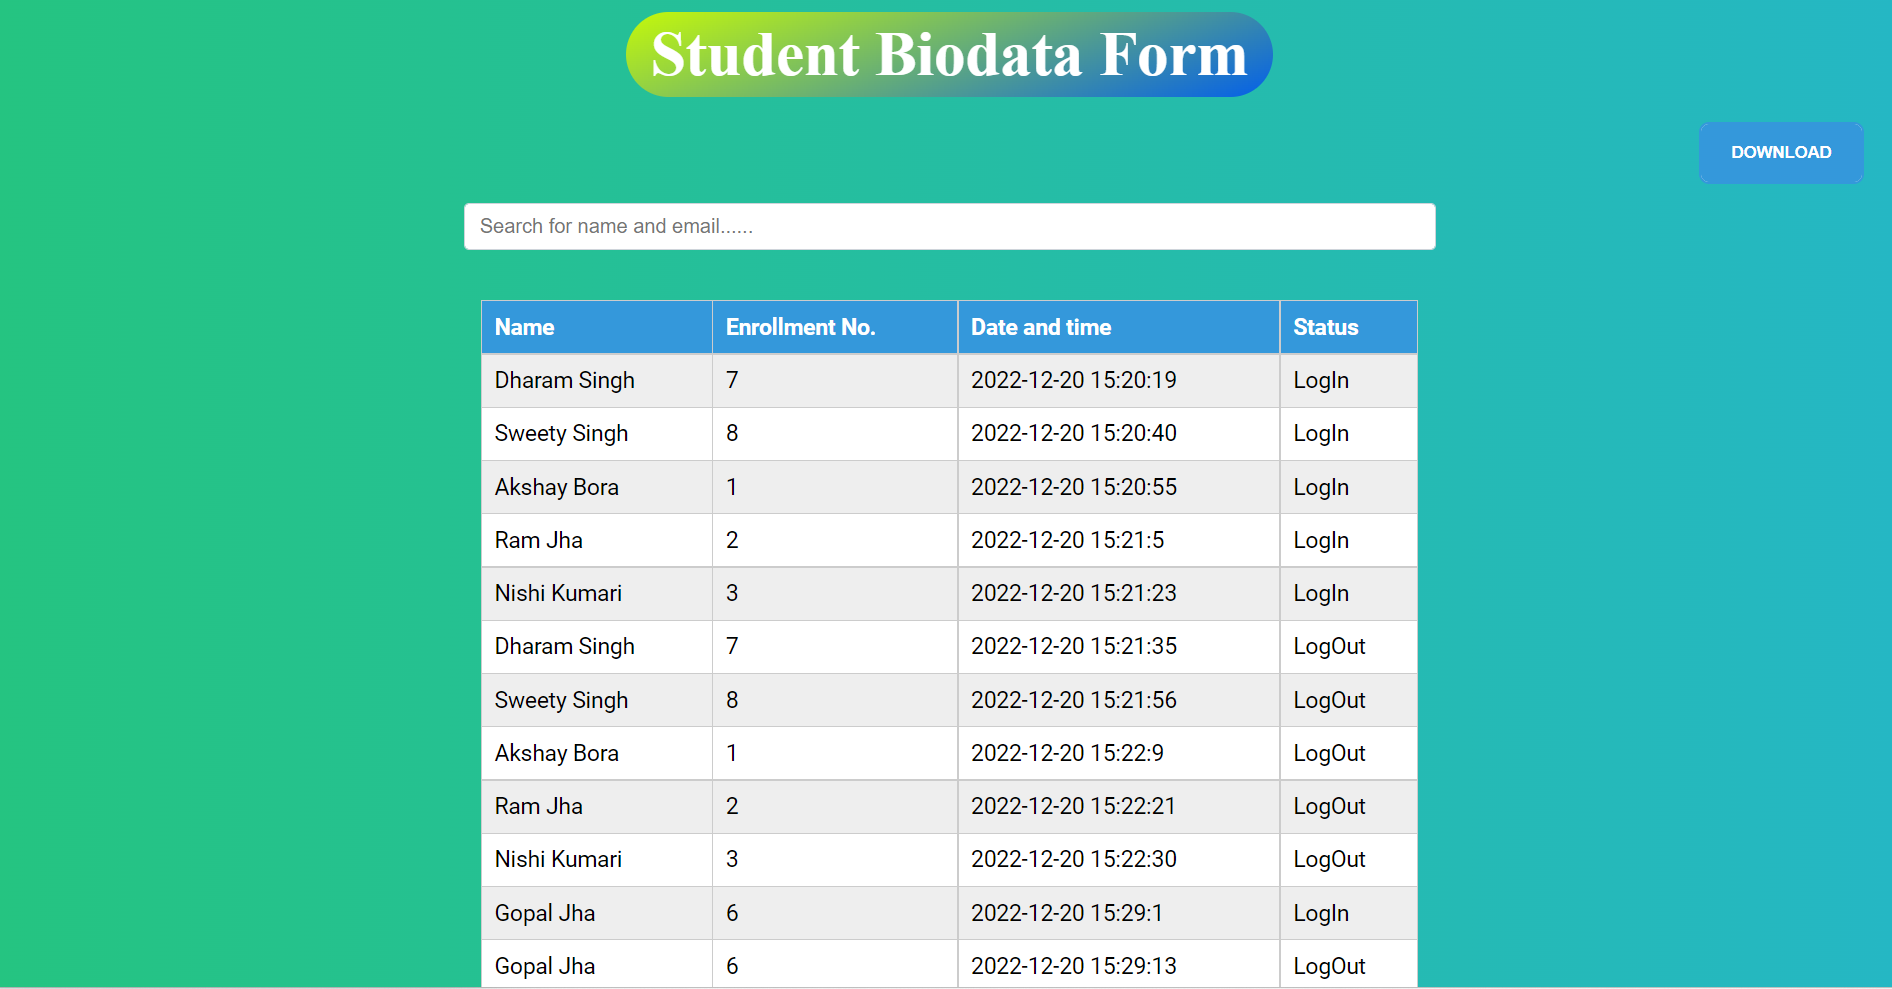 Student Biodata Form
DOWNLOAD
Search for name and email......
Name Enrollment No. Date and time Status
Dharam Singh 7 2022-12-20 15:20:19 LogIn
Sweety Singh 8 2022-12-20 15:20:40 LogIn
Akshay Bora 1 2022-12-20 15:20:55 LogIn
Ram Jha 2 2022-12-20 15:21:5 LogIn
Nishi Kumari 3 2022-12-20 15:21:23 LogIn
Dharam Singh 7 2022-12-20 15:21:35 LogOut
Sweety Singh 8 2022-12-20 15:21:56 LogOut
Akshay Bora 1 2022-12-20 15:22:9 LogOut
Ram Jha 2 2022-12-20 15:22:21 LogOut
Nishi Kumari 3 2022-12-20 15:22:30 LogOut
Gopal Jha 6 2022-12-20 15:29:1 LogIn
Gopal Jha 6 2022-12-20 15:29:13 LogOut